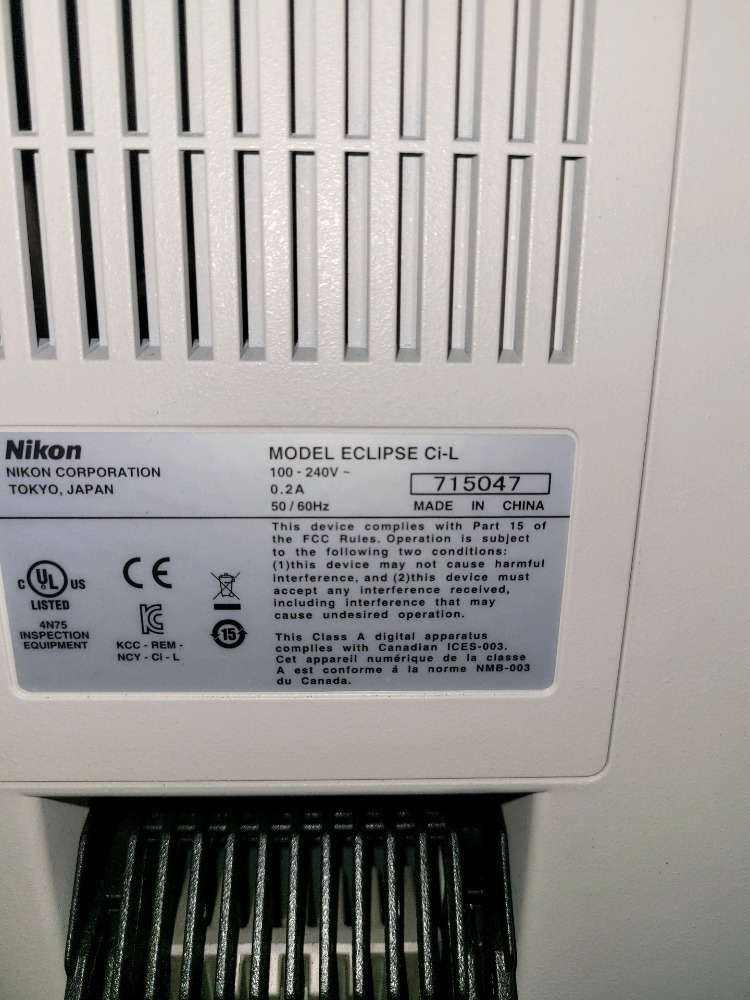 Nikon
NIKON CORPORATION
TOKYO, JAPAN
MODEL ECLIPSE Ci-L
100 - 240V ~
0.2A
50 / 60Hz
715047
MADE IN CHINA
C UL US
LISTED
4N75
INSPECTION
EQUIPMENT
CE
KCC - REM -
NCY - Ci - L
15
This device complies with Part 15 of
the FCC Rules. Operation is subject
to the following two conditions:
(1)this device may not cause harmful
interference, and (2)this device must
accept any interference received,
including interference that may
cause undesired operation.
This Class A digital apparatus
complies with Canadian ICES-003.
Cet appareil numérique de la classe
A est conforme à la norme NMB-003
du Canada.